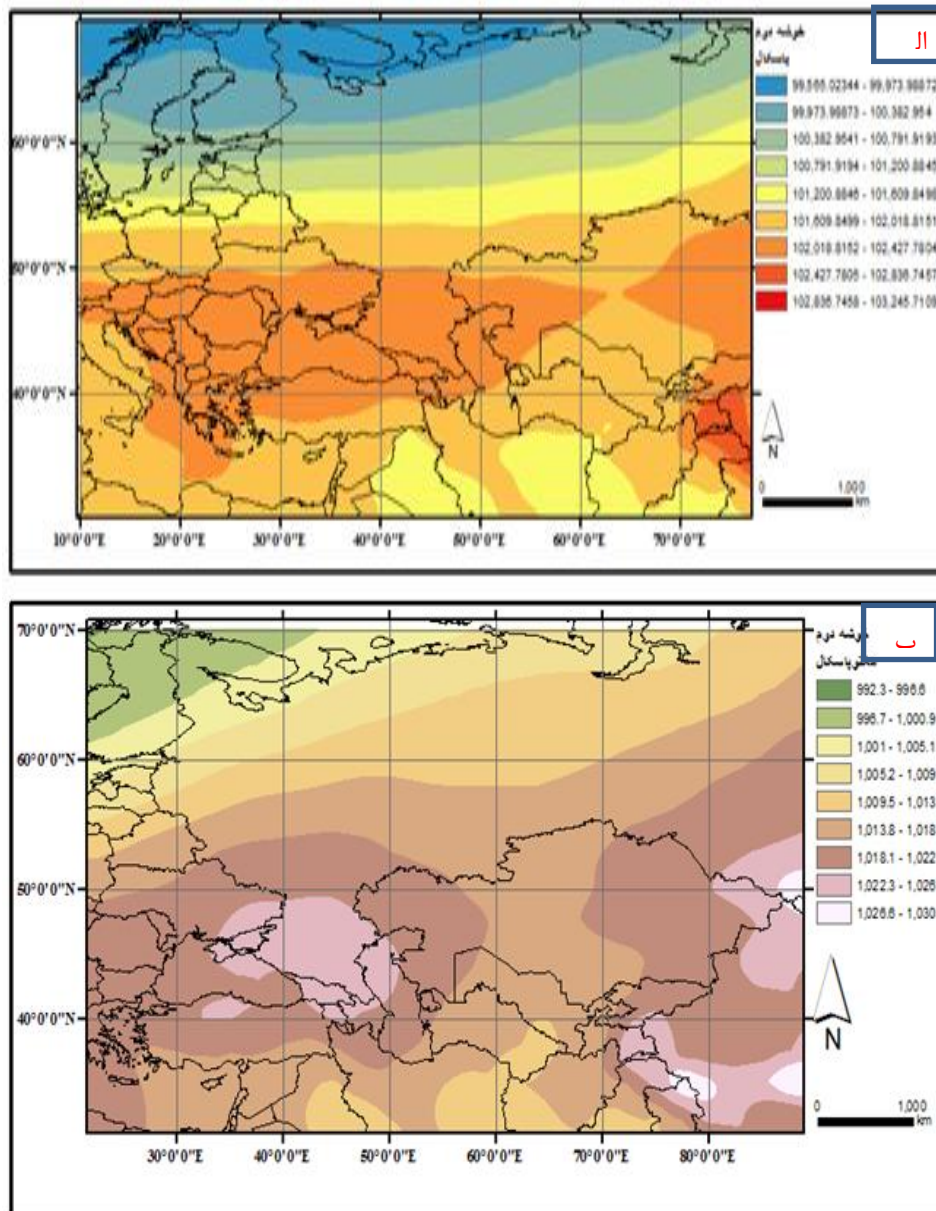 ال
خوشه دوم
پاسکال
99,565.02344 - 99,973.98872
99,973.98873 - 100,382.954
100,382.9541 - 100,791.9193
100,791.9194 - 101,200.8845
101,200.8846 - 101,609.8498
101,609.8499 - 102,018.8151
102,018.8152 - 102,427.7804
102,427.7805 - 102,836.7457
102,836.7458 - 103,245.7109
60°0'0"N
50°0'0"N
40°0'0"N
N
0 1,000
km
10°0'0"E 20°0'0"E 30°0'0"E 40°0'0"E 50°0'0"E 60°0'0"E 70°0'0"E
ب
خوشه دوم
992.3 - 996.6
996.7 - 1,000.9
1,001 - 1,005.1
1,005.2 - 1,009
1,009.5 - 1,013
1,013.8 - 1,018
1,018.1 - 1,022
1,022.3 - 1,026
1,026.6 - 1,030
70°0'0"N
60°0'0"N
50°0'0"N
40°0'0"N
N
0 1,000
km
30°0'0"E 40°0'0"E 50°0'0"E 60°0'0"E 70°0'0"E 80°0'0"E